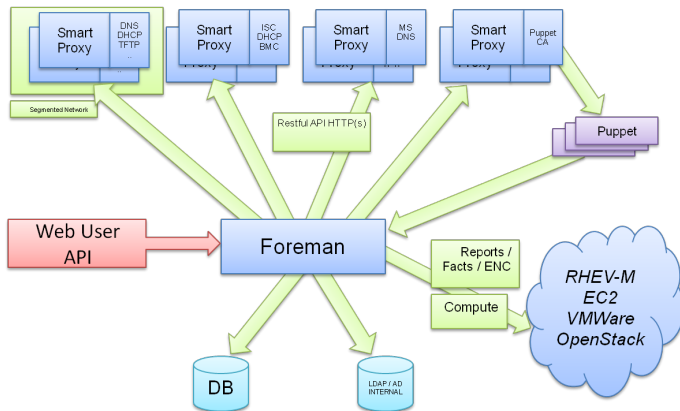 Smart
Proxy
DNS
DHCP
TFTP
..
Smart
Proxy
ISC
DHCP
BMC
Smart
Proxy
MS
DNS
Smart
Proxy
Puppet
CA
Proxy
Segmented Network
Restful API HTTP(s)
Puppet
Web User
API
Foreman
Reports /
Facts / ENC
Compute
RHEV-M
EC2
VMWare
OpenStack
DB
LDAP / AD
INTERNAL